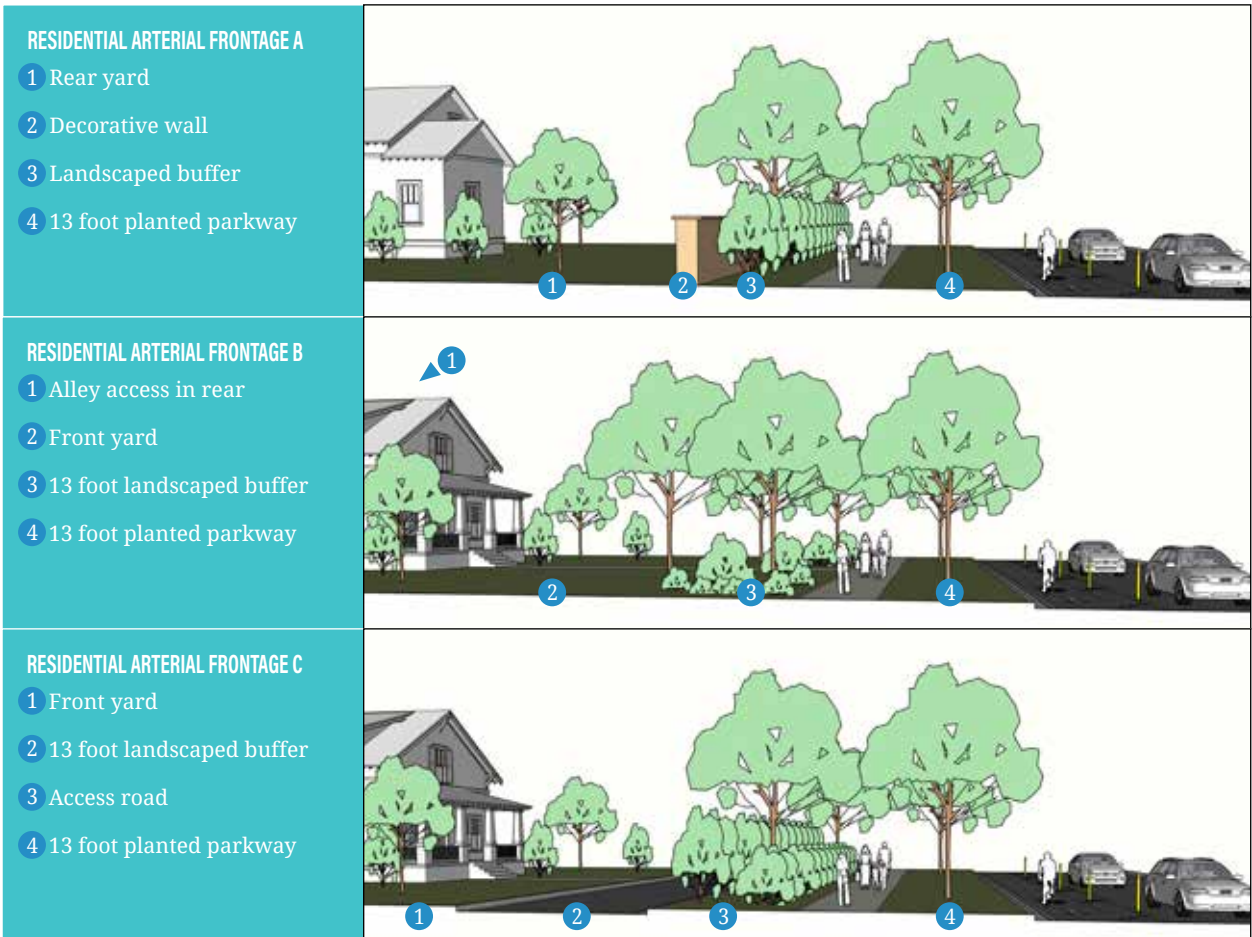 RESIDENTIAL ARTERIAL FRONTAGE A
1 Rear yard
2 Decorative wall
3 Landscaped buffer
4 13 foot planted parkway
1
2
3
4
RESIDENTIAL ARTERIAL FRONTAGE B
1 Alley access in rear
2 Front yard
3 13 foot landscaped buffer
4 13 foot planted parkway
1
2
3
4
RESIDENTIAL ARTERIAL FRONTAGE C
1 Front yard
2 13 foot landscaped buffer
3 Access road
4 13 foot planted parkway
1
2
3
4